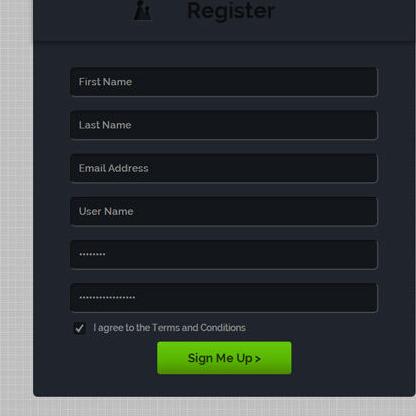 Register
First Name
Last Name
Email Address
User Name
••••••••
•••••••••••••••••
I agree to the Terms and Conditions
Sign Me Up >